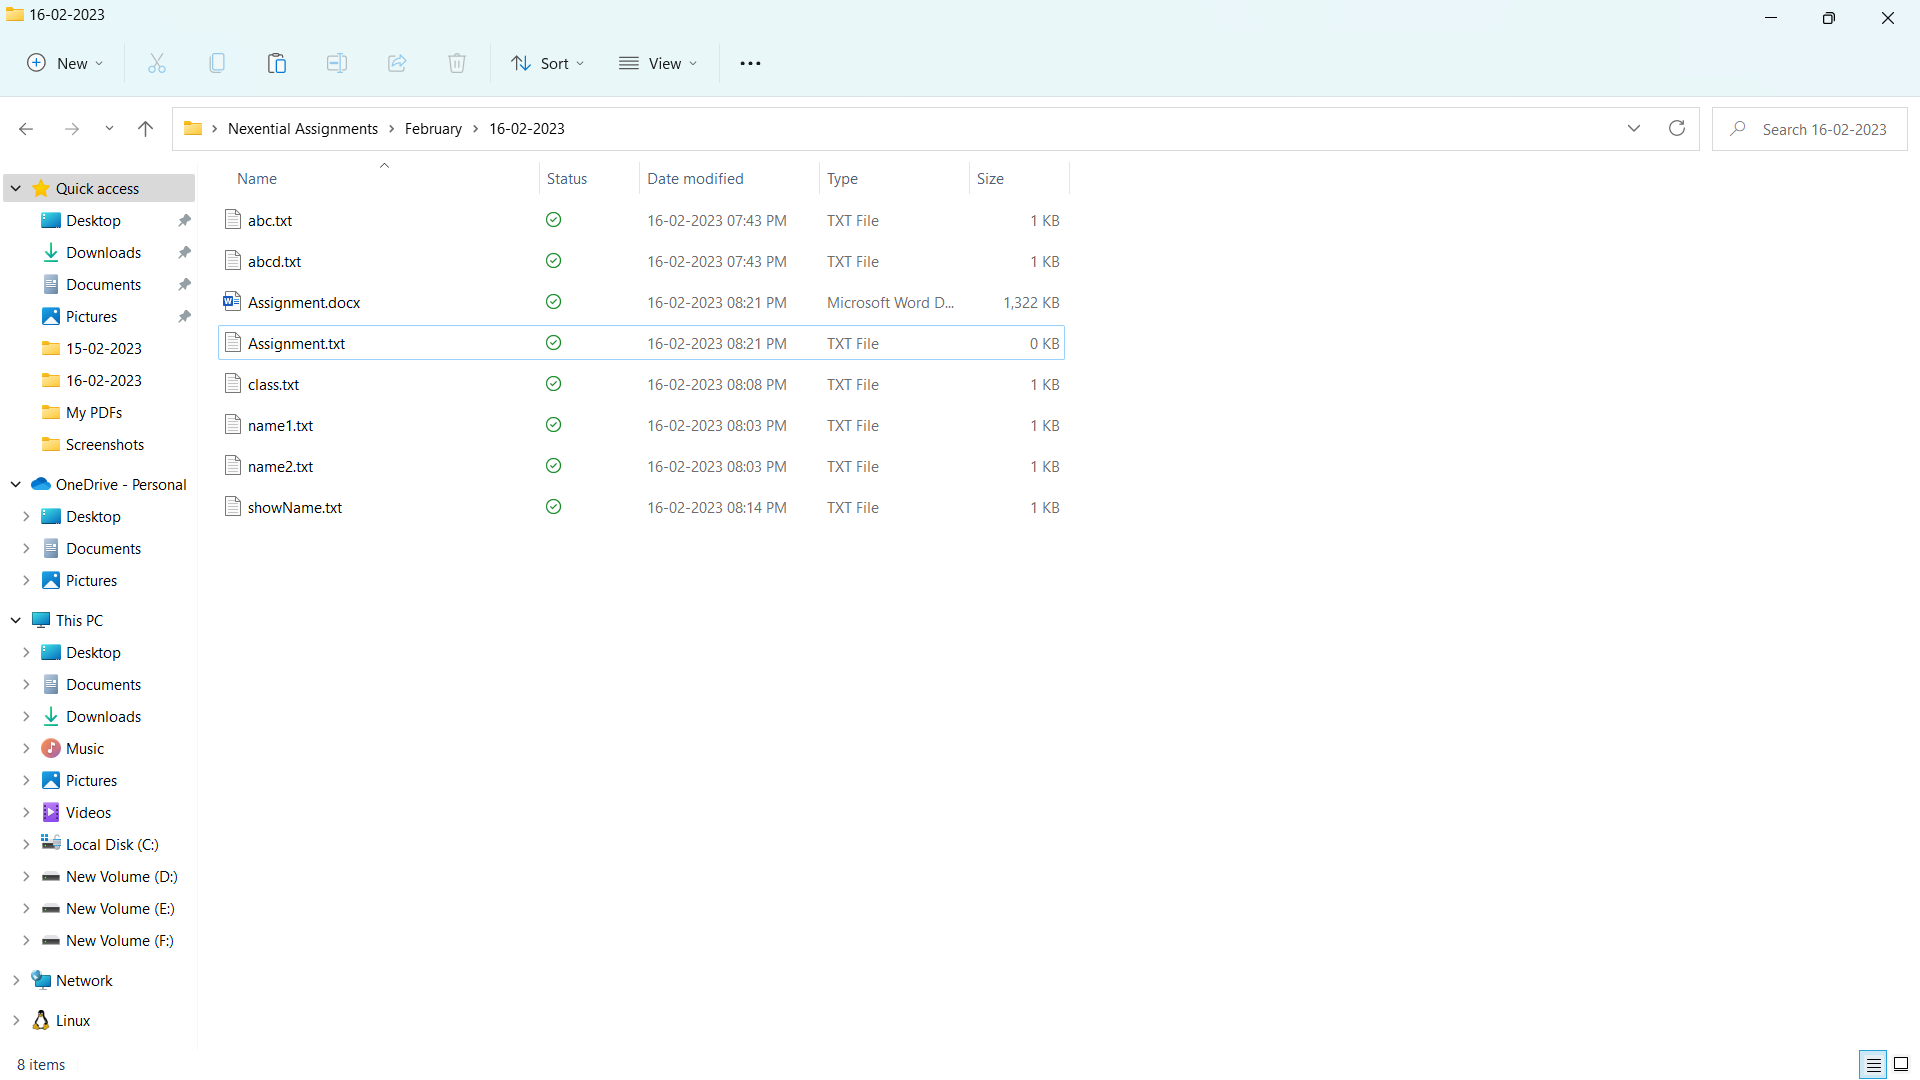 16-02-2023
New
Sort
View
Nexential Assignments > February > 16-02-2023
Search 16-02-2023
Name Status Date modified Type Size
abc.txt 16-02-2023 07:43 PM TXT File 1 KB
abcd.txt 16-02-2023 07:43 PM TXT File 1 KB
Assignment.docx 16-02-2023 08:21 PM Microsoft Word D... 1,322 KB
Assignment.txt 16-02-2023 08:21 PM TXT File 0 KB
class.txt 16-02-2023 08:08 PM TXT File 1 KB
name1.txt 16-02-2023 08:03 PM TXT File 1 KB
name2.txt 16-02-2023 08:03 PM TXT File 1 KB
showName.txt 16-02-2023 08:14 PM TXT File 1 KB
Quick access
Desktop
Downloads
Documents
Pictures
15-02-2023
16-02-2023
My PDFs
Screenshots
OneDrive - Personal
Desktop
Documents
Pictures
This PC
Desktop
Documents
Downloads
Music
Pictures
Videos
Local Disk (C:)
New Volume (D:)
New Volume (E:)
New Volume (F:)
Network
Linux
8 items